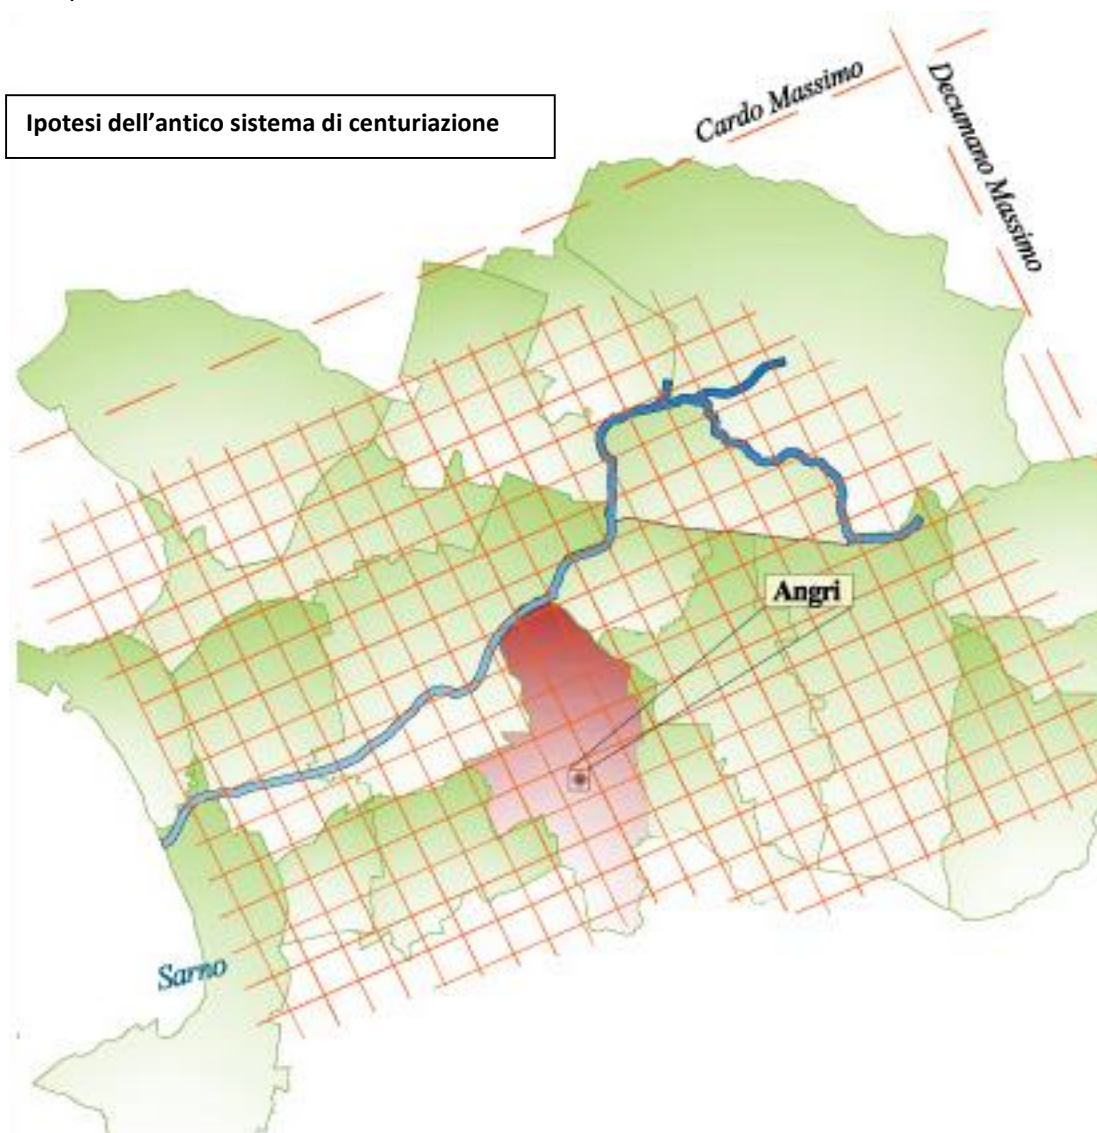 Ipotesi dell’antico sistema di centuriazione
Cardo Massimo
Decumano Massimo
Angri
Sarno